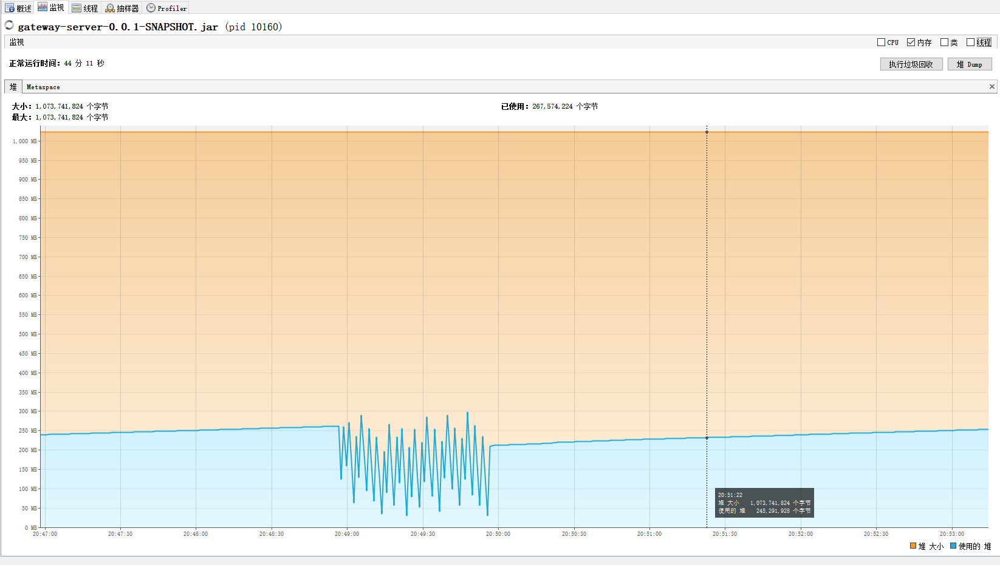 概述 监视 线程 抽样器 Profiler
gateway-server-0.0.1-SNAPSHOT.jar (pid 10160)
监视 CPU 内存 类 线程
正常运行时间: 44 分 11 秒 执行垃圾回收 堆 Dump
堆 Metaspace
大小: 1,073,741,824 个字节 已使用: 267,574,224 个字节
最大: 1,073,741,824 个字节
1,000 MB
950 MB
900 MB
850 MB
800 MB
750 MB
700 MB
650 MB
600 MB
550 MB
500 MB
450 MB
400 MB
350 MB
300 MB
250 MB
200 MB
150 MB
100 MB
50 MB
0 MB
20:51:22
堆 大小 1,073,741,824 个字节
使用的 堆 245,291,928 个字节
20:47:00 20:47:30 20:48:00 20:48:30 20:49:00 20:49:30 20:50:00 20:50:30 20:51:00 20:51:30 20:52:00 20:52:30 20:53:00
堆 大小 使用的 堆